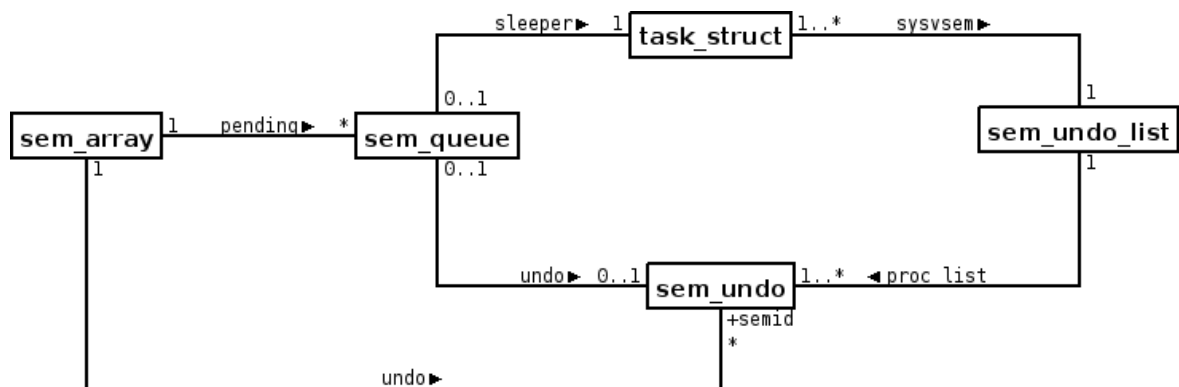 sleeper► 1 task_struct 1..* sysvsem►
0..1 1
sem_array 1 pending► * sem_queue sem_undo_list
1 0..1 1
undo► 0..1 sem_undo 1..* ◄proc list
+semid
*
undo►